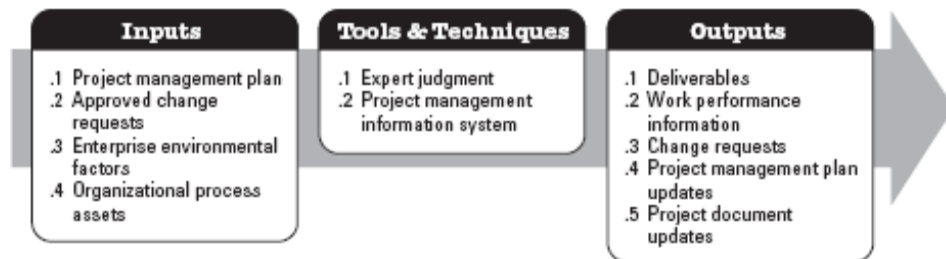 Inputs
.1 Project management plan
.2 Approved change
requests
.3 Enterprise environmental
factors
.4 Organizational process
assets
Tools & Techniques
.1 Expert judgment
.2 Project management
information system
Outputs
.1 Deliverables
.2 Work performance
information
.3 Change requests
.4 Project management plan
updates
.5 Project document
updates